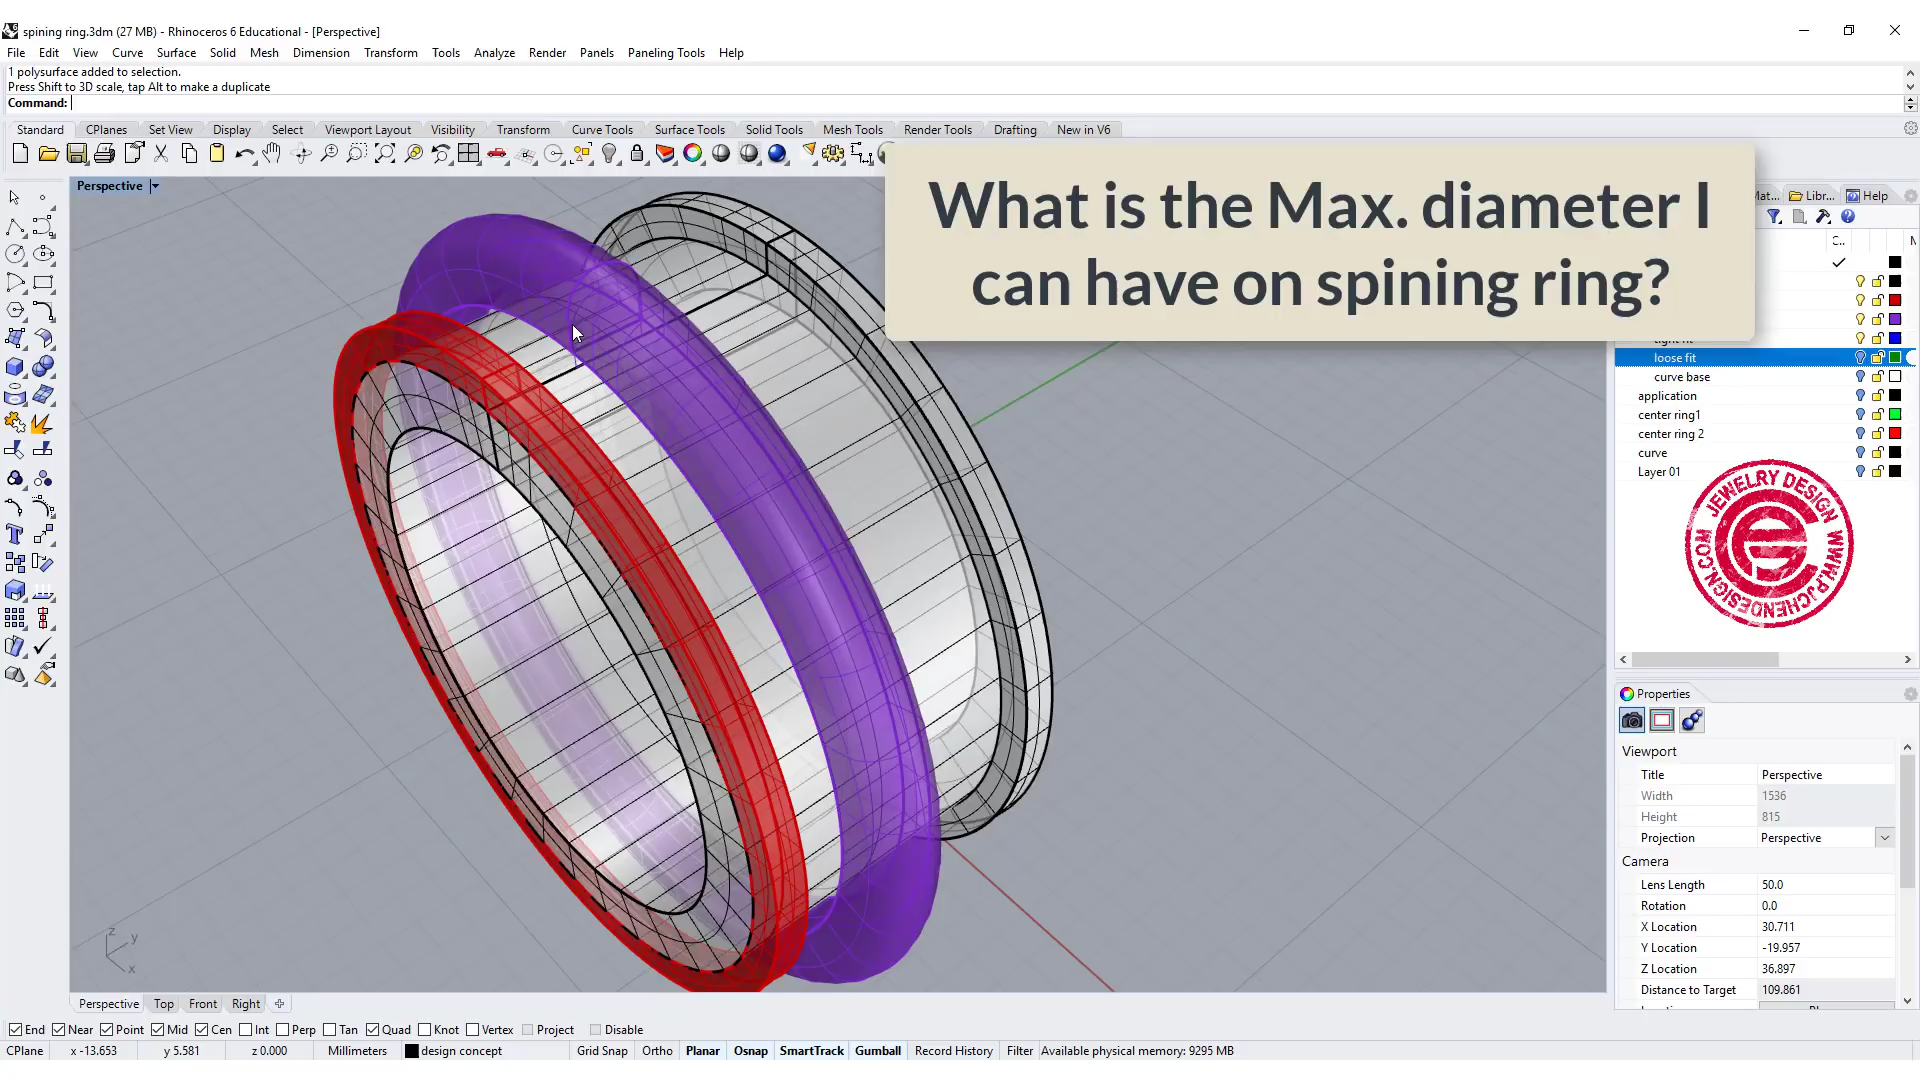 spining ring.3dm (27 MB) - Rhinoceros 6 Educational - [Perspective]
File Edit View Curve Surface Solid Mesh Dimension Transform Tools Analyze Render Panels Paneling Tools Help
1 polysurface added to selection.
Press Shift to 3D scale, tap Alt to make a duplicate
Command:
Standard CPlanes Set View Display Select Viewport Layout Visibility Transform Curve Tools Surface Tools Solid Tools Mesh Tools Render Tools Drafting New in V6
Perspective
What is the Max. diameter I
can have on spining ring?
Mat... Libr... Help
C.. M
loose fit
curve base
application
center ring1
center ring 2
curve
Layer 01
JEWELRY DESIGN
WWW.PJCHENDESIGN.COM
Properties
Viewport
Title Perspective
Width 1536
Height 815
Projection Perspective
Camera
Lens Length 50.0
Rotation 0.0
X Location 30.711
Y Location -19.957
Z Location 36.897
Distance to Target 109.861
z
y
x
Perspective Top Front Right
End Near Point Mid Cen Int Perp Tan Quad Knot Vertex Project Disable
CPlane x -13.653 y 5.581 z 0.000 Millimeters design concept Grid Snap Ortho Planar Osnap SmartTrack Gumball Record History Filter Available physical memory: 9295 MB